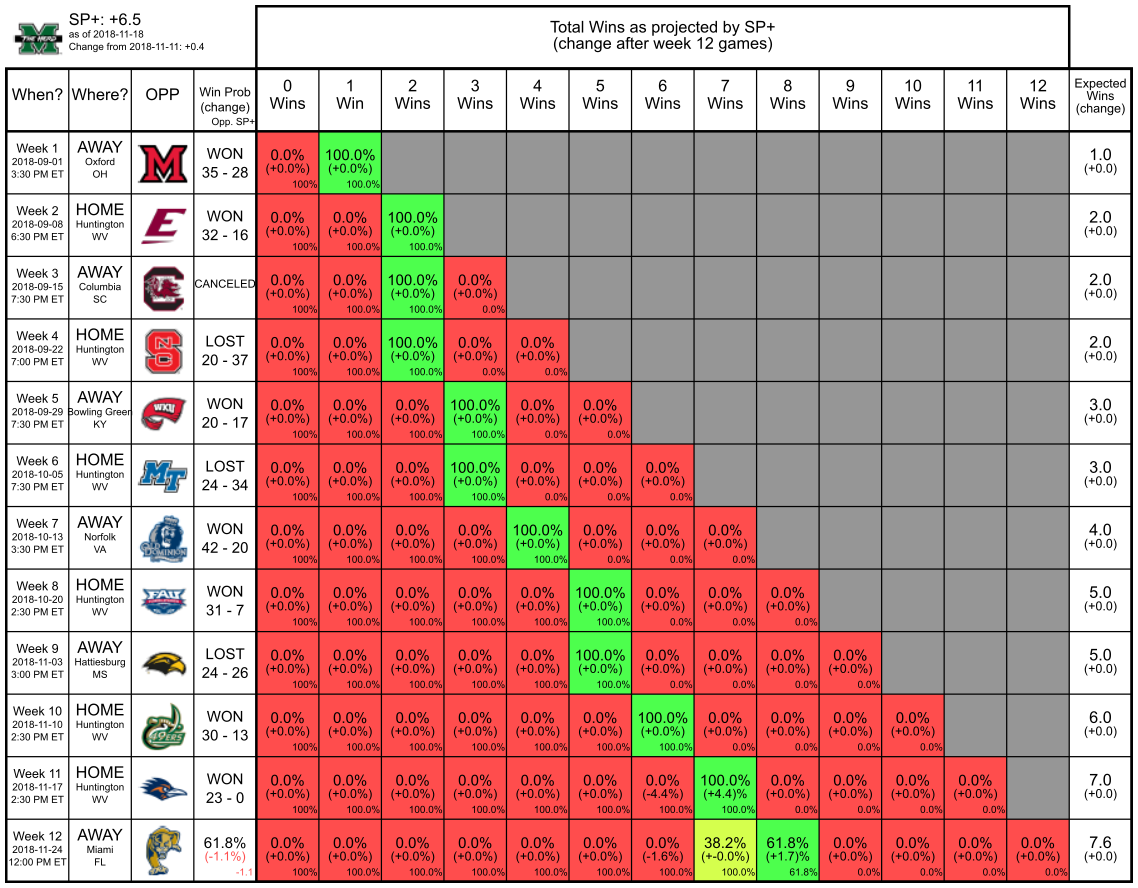 SP+: +6.5
as of 2018-11-18
Change from 2018-11-11: +0.4
THE HERD
Total Wins as projected by SP+
(change after week 12 games)
When? Where? OPP Win Prob (change) Opp. SP+ 0 Wins 1 Win 2 Wins 3 Wins 4 Wins 5 Wins 6 Wins 7 Wins 8 Wins 9 Wins 10 Wins 11 Wins 12 Wins Expected Wins (change)
Week 1 AWAY M WON 0.0% 100.0% 1.0
2018-09-01 Oxford (+0.0%) (+0.0%) (+0.0)
3:30 PM ET OH 35 - 28 100% 100.0%
Week 2 HOME E WON 0.0% 0.0% 100.0% 2.0
2018-09-08 Huntington (+0.0%) (+0.0%) (+0.0%) (+0.0)
6:30 PM ET WV 32 - 16 100% 100.0% 100.0%
Week 3 AWAY C CANCELED 0.0% 0.0% 100.0% 0.0% 2.0
2018-09-15 Columbia (+0.0%) (+0.0%) (+0.0%) (+0.0%) (+0.0)
7:30 PM ET SC 100% 100.0% 100.0% 0.0%
Week 4 HOME NCS LOST 0.0% 0.0% 100.0% 0.0% 0.0% 2.0
2018-09-22 Huntington (+0.0%) (+0.0%) (+0.0%) (+0.0%) (+0.0%) (+0.0)
7:00 PM ET WV 20 - 37 100% 100.0% 100.0% 0.0% 0.0%
Week 5 AWAY WKU WON 0.0% 0.0% 0.0% 100.0% 0.0% 0.0% 3.0
2018-09-29 Bowling Green (+0.0%) (+0.0%) (+0.0%) (+0.0%) (+0.0%) (+0.0%) (+0.0)
7:30 PM ET KY 20 - 17 100% 100.0% 100.0% 100.0% 0.0% 0.0%
Week 6 HOME MT LOST 0.0% 0.0% 0.0% 100.0% 0.0% 0.0% 0.0% 3.0
2018-10-05 Huntington (+0.0%) (+0.0%) (+0.0%) (+0.0%) (+0.0%) (+0.0%) (+0.0%) (+0.0)
7:30 PM ET WV 24 - 34 100% 100.0% 100.0% 100.0% 0.0% 0.0% 0.0%
Week 7 AWAY OLD DOMINION WON 0.0% 0.0% 0.0% 0.0% 100.0% 0.0% 0.0% 0.0% 4.0
2018-10-13 Norfolk (+0.0%) (+0.0%) (+0.0%) (+0.0%) (+0.0%) (+0.0%) (+0.0%) (+0.0%) (+0.0)
3:30 PM ET VA 42 - 20 100% 100.0% 100.0% 100.0% 100.0% 0.0% 0.0% 0.0%
Week 8 HOME FAU WON 0.0% 0.0% 0.0% 0.0% 0.0% 100.0% 0.0% 0.0% 0.0% 5.0
2018-10-20 Huntington (+0.0%) (+0.0%) (+0.0%) (+0.0%) (+0.0%) (+0.0%) (+0.0%) (+0.0%) (+0.0%) (+0.0)
2:30 PM ET WV 31 - 7 100% 100.0% 100.0% 100.0% 100.0% 100.0% 0.0% 0.0% 0.0%
Week 9 AWAY LOST 0.0% 0.0% 0.0% 0.0% 0.0% 100.0% 0.0% 0.0% 0.0% 0.0% 5.0
2018-11-03 Hattiesburg (+0.0%) (+0.0%) (+0.0%) (+0.0%) (+0.0%) (+0.0%) (+0.0%) (+0.0%) (+0.0%) (+0.0%) (+0.0)
3:00 PM ET MS 24 - 26 100% 100.0% 100.0% 100.0% 100.0% 100.0% 0.0% 0.0% 0.0% 0.0%
Week 10 HOME 49ERS WON 0.0% 0.0% 0.0% 0.0% 0.0% 0.0% 100.0% 0.0% 0.0% 0.0% 0.0% 6.0
2018-11-10 Huntington (+0.0%) (+0.0%) (+0.0%) (+0.0%) (+0.0%) (+0.0%) (+0.0%) (+0.0%) (+0.0%) (+0.0%) (+0.0%) (+0.0)
2:30 PM ET WV 30 - 13 100% 100.0% 100.0% 100.0% 100.0% 100.0% 100.0% 0.0% 0.0% 0.0% 0.0%
Week 11 HOME WON 0.0% 0.0% 0.0% 0.0% 0.0% 0.0% 0.0% 100.0% 0.0% 0.0% 0.0% 0.0% 7.0
2018-11-17 Huntington (+0.0%) (+0.0%) (+0.0%) (+0.0%) (+0.0%) (+0.0%) (-4.4%) (+4.4)% (+0.0%) (+0.0%) (+0.0%) (+0.0%) (+0.0)
2:30 PM ET WV 23 - 0 100% 100.0% 100.0% 100.0% 100.0% 100.0% 100.0% 100.0% 0.0% 0.0% 0.0% 0.0%
Week 12 AWAY 61.8% 0.0% 0.0% 0.0% 0.0% 0.0% 0.0% 0.0% 38.2% 61.8% 0.0% 0.0% 0.0% 0.0% 7.6
2018-11-24 Miami (-1.1%) (+0.0%) (+0.0%) (+0.0%) (+0.0%) (+0.0%) (+0.0%) (-1.6%) (+-0.0%) (+1.7)% (+0.0%) (+0.0%) (+0.0%) (+0.0%) (+0.0)
12:00 PM ET FL -1.1 100% 100.0% 100.0% 100.0% 100.0% 100.0% 100.0% 100.0% 61.8% 0.0% 0.0% 0.0% 0.0%